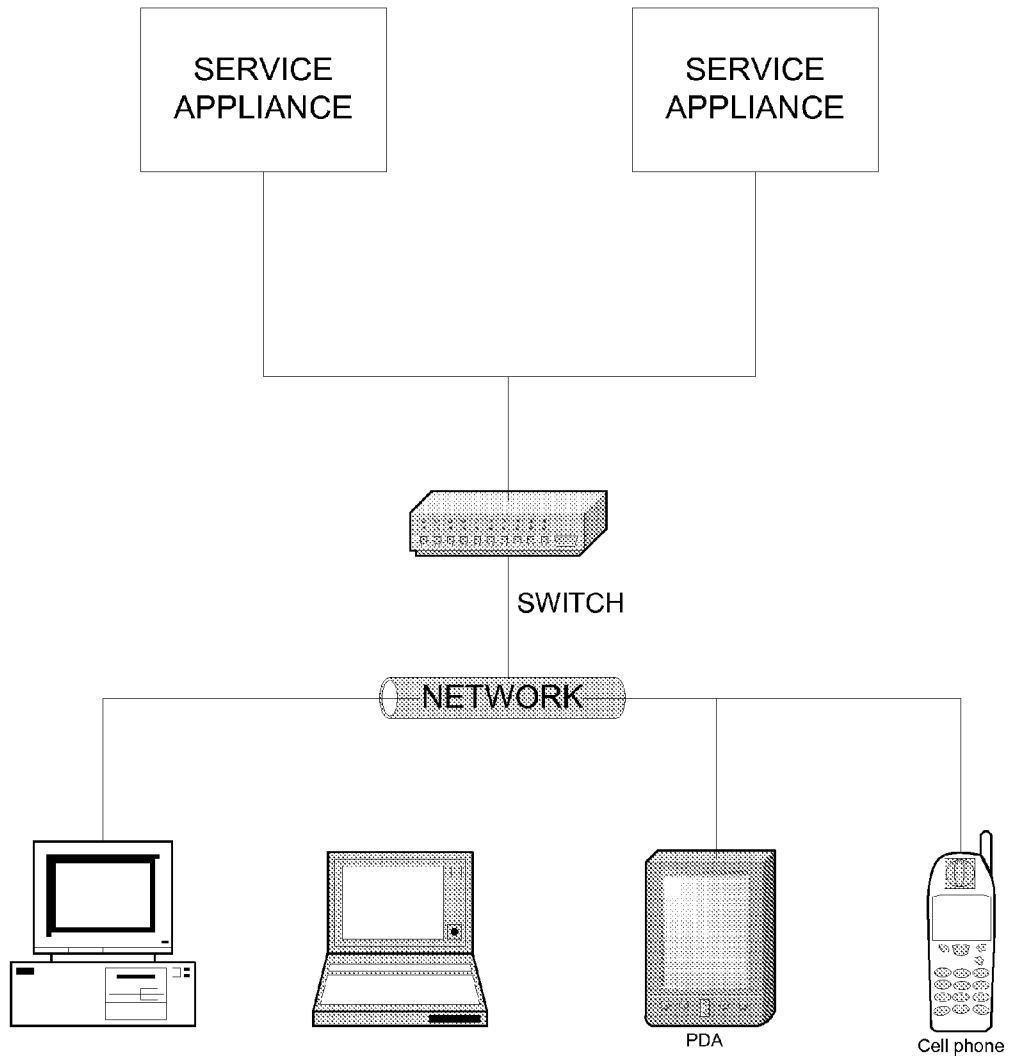 SERVICE
APPLIANCE
SERVICE
APPLIANCE
SWITCH
NETWORK
PDA
Cell phone